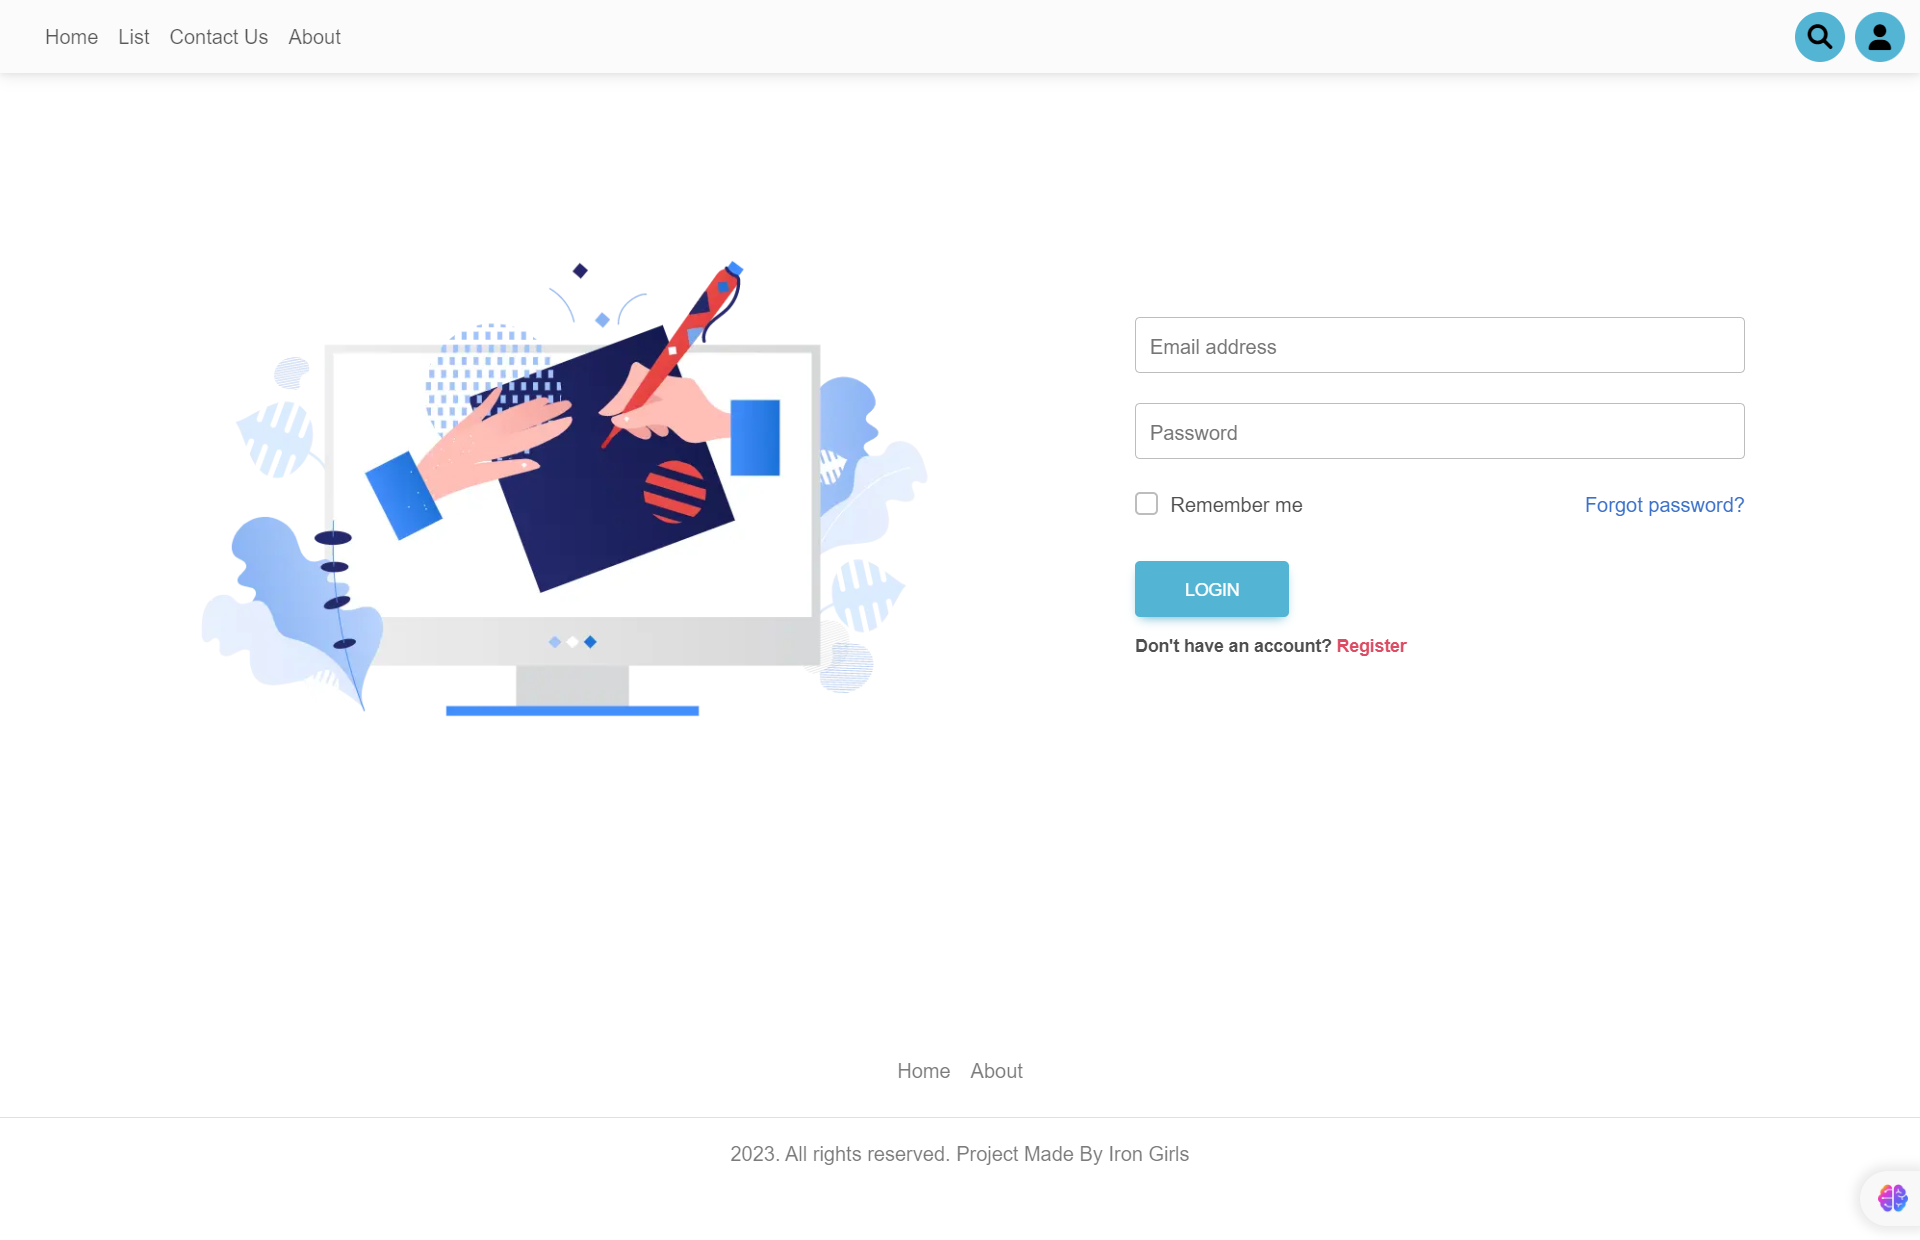 Home List Contact Us About
Email address
Password
Remember me Forgot password?
LOGIN
Don't have an account? Register
Home About
2023. All rights reserved. Project Made By Iron Girls